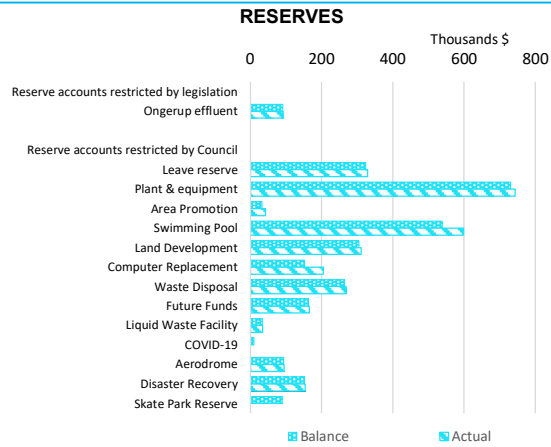 RESERVES
Thousands $
0 200 400 600 800
Reserve accounts restricted by legislation
Ongerup effluent
Reserve accounts restricted by Council
Leave reserve
Plant & equipment
Area Promotion
Swimming Pool
Land Development
Computer Replacement
Waste Disposal
Future Funds
Liquid Waste Facility
COVID-19
Aerodrome
Disaster Recovery
Skate Park Reserve
Balance Actual